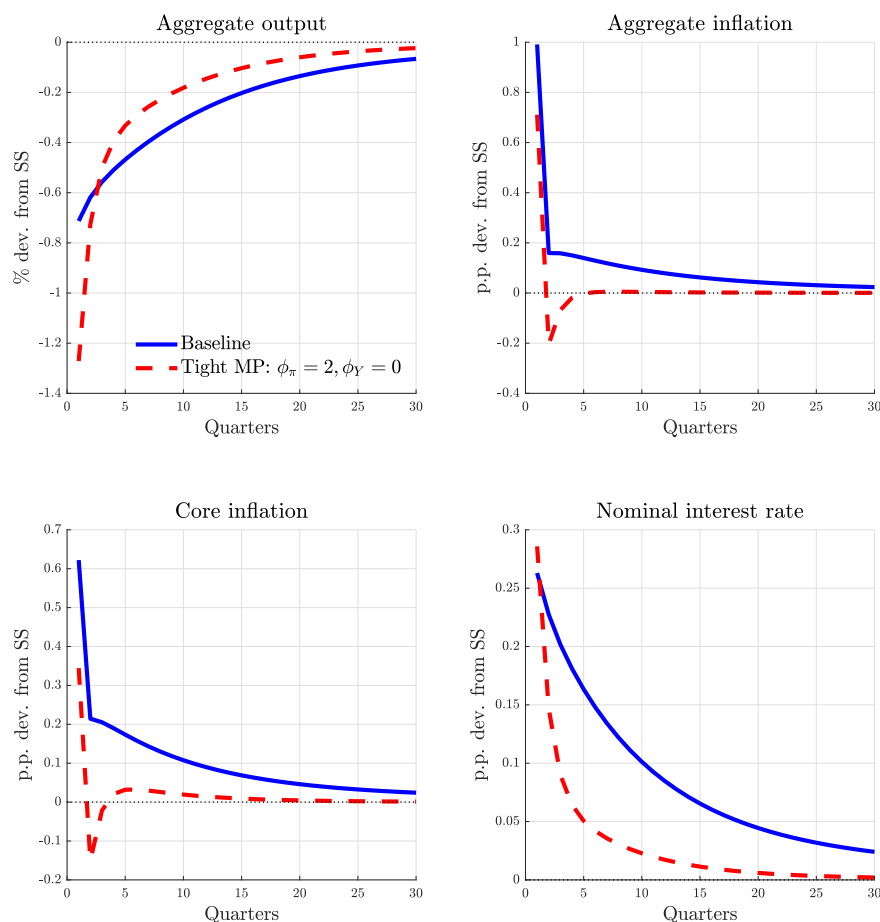 Aggregate output
% dev. from SS
0
-0.2
-0.4
-0.6
-0.8
-1
-1.2
-1.4
Baseline
Tight MP: $\phi_\pi = 2, \phi_Y = 0$
0 5 10 15 20 25 30
Quarters
Aggregate inflation
p.p. dev. from SS
1
0.8
0.6
0.4
0.2
0
-0.2
-0.4
0 5 10 15 20 25 30
Quarters
Core inflation
p.p. dev. from SS
0.7
0.6
0.5
0.4
0.3
0.2
0.1
0
-0.1
-0.2
0 5 10 15 20 25 30
Quarters
Nominal interest rate
p.p. dev. from SS
0.3
0.25
0.2
0.15
0.1
0.05
0
0 5 10 15 20 25 30
Quarters